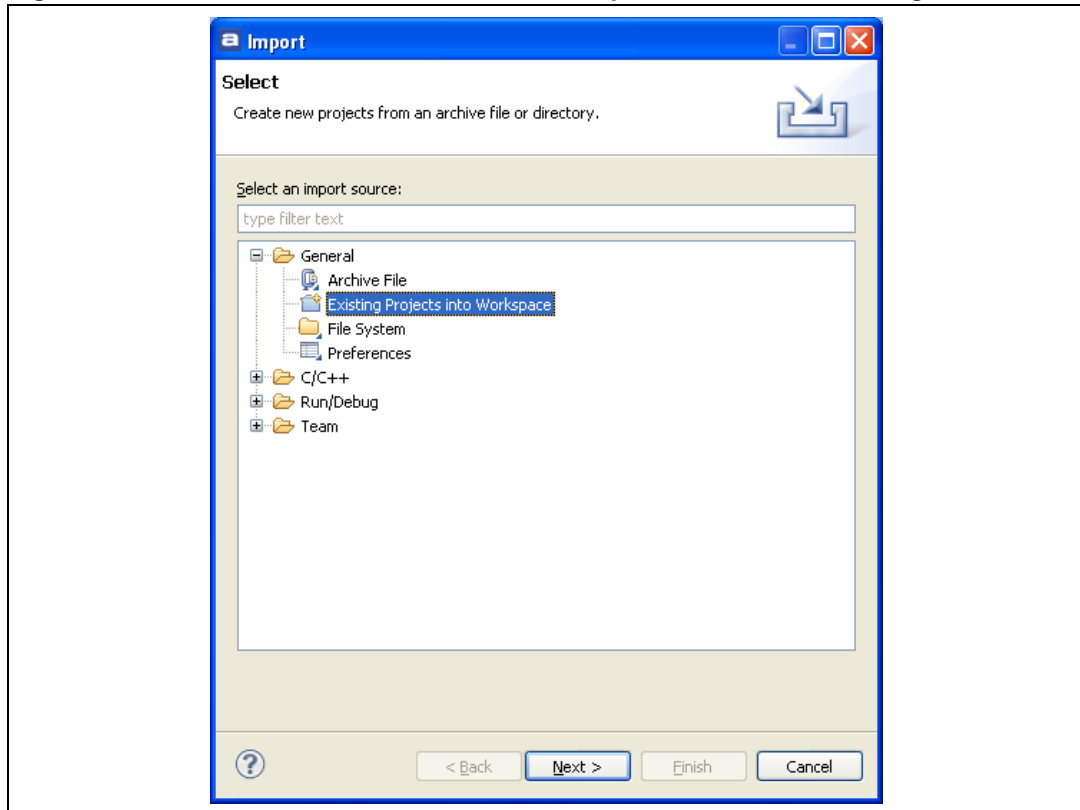 Import
Select
Create new projects from an archive file or directory.
Select an import source:
type filter text
General
Archive File
Existing Projects into Workspace
File System
Preferences
C/C++
Run/Debug
Team
< Back Next > Finish Cancel